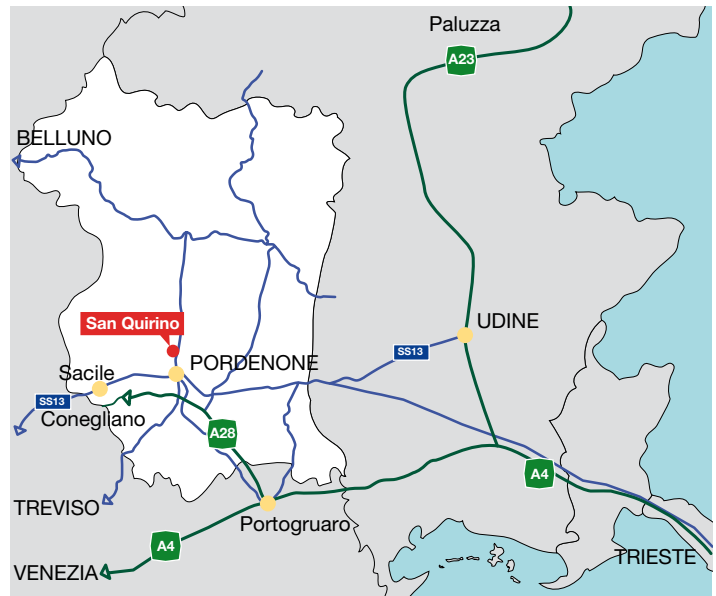 Paluzza
A23
BELLUNO
San Quirino
UDINE
SS13
PORDENONE
Sacile
SS13
Conegliano
A28
A4
TREVISO
Portogruaro
A4
TRIESTE
VENEZIA